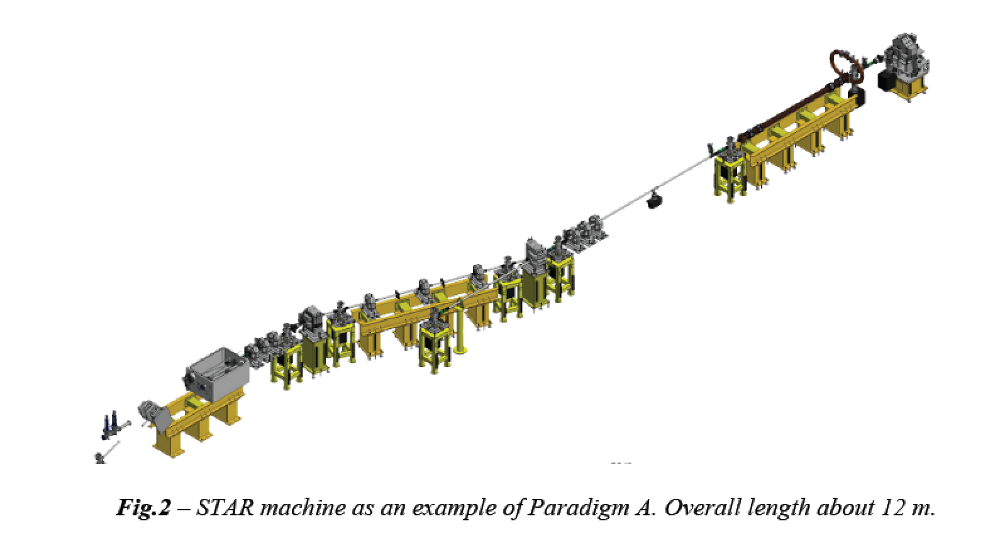 Fig.2 – STAR machine as an example of Paradigm A. Overall length about 12 m.